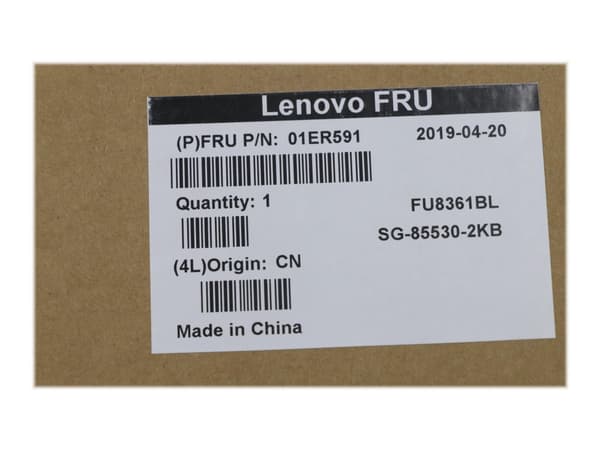 Lenovo FRU
(P)FRU P/N: 01ER591 2019-04-20
Quantity: 1 FU8361BL
SG-85530-2KB
(4L)Origin: CN
Made in China